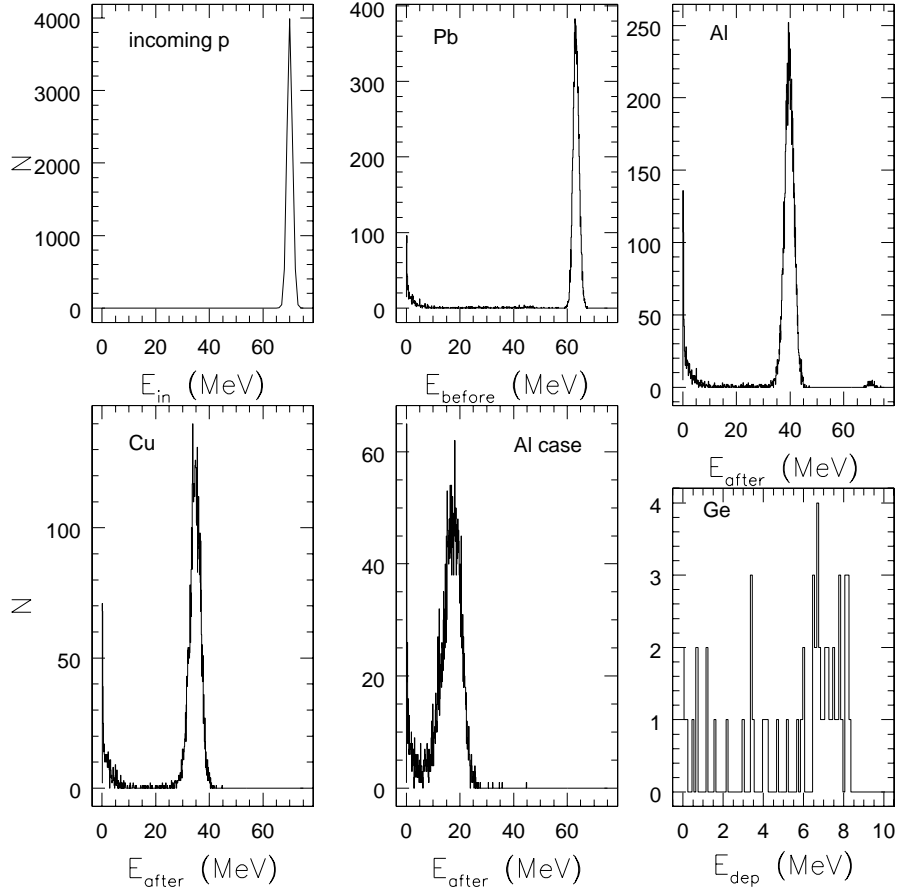 incoming p
4000
3000
2000
1000
0
N
0 20 40 60
E_in (MeV)
Pb
400
300
200
100
0
0 20 40 60
E_before (MeV)
Al
250
200
150
100
50
0
0 20 40 60
E_after (MeV)
Cu
100
50
0
N
0 20 40 60
E_after (MeV)
Al case
60
40
20
0
0 20 40 60
E_after (MeV)
Ge
4
3
2
1
0
0 2 4 6 8 10
E_dep (MeV)